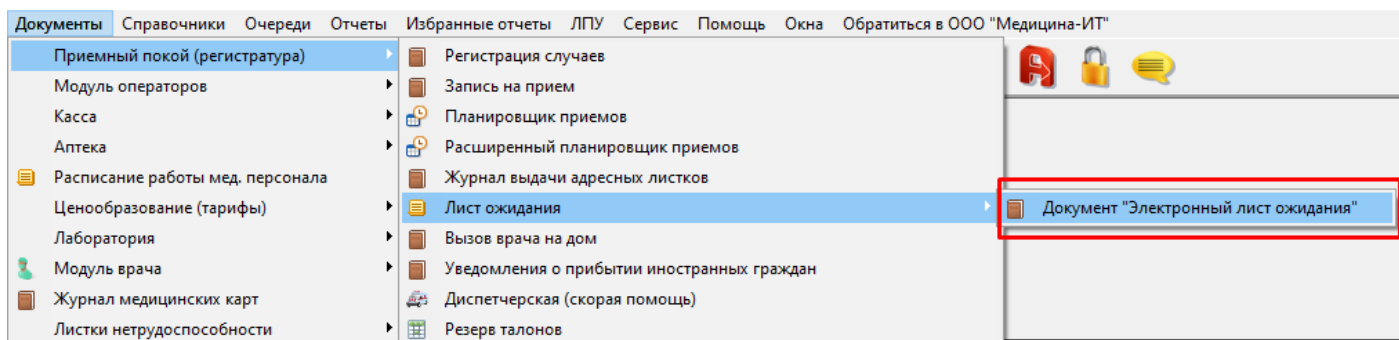 Документы Справочники Очереди Отчеты Избранные отчеты ЛПУ Сервис Помощь Окна Обратиться в ООО "Медицина-ИТ"
Приемный покой (регистратура)
Модуль операторов
Касса
Аптека
Расписание работы мед. персонала
Ценообразование (тарифы)
Лаборатория
Модуль врача
Журнал медицинских карт
Листки нетрудоспособности
Регистрация случаев
Запись на прием
Планировщик приемов
Расширенный планировщик приемов
Журнал выдачи адресных листков
Лист ожидания
Вызов врача на дом
Уведомления о прибытии иностранных граждан
Диспетчерская (скорая помощь)
Резерв талонов
Документ "Электронный лист ожидания"